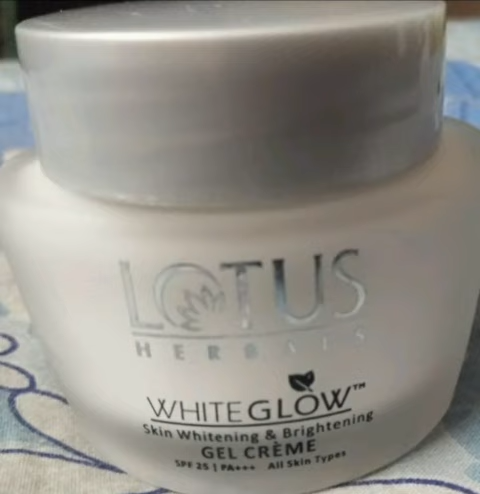 LOTUS
HERBALS
WHITEGLOW™
Skin Whitening & Brightening
GEL CRÈME
SPF 25 | PA+++ All Skin Types